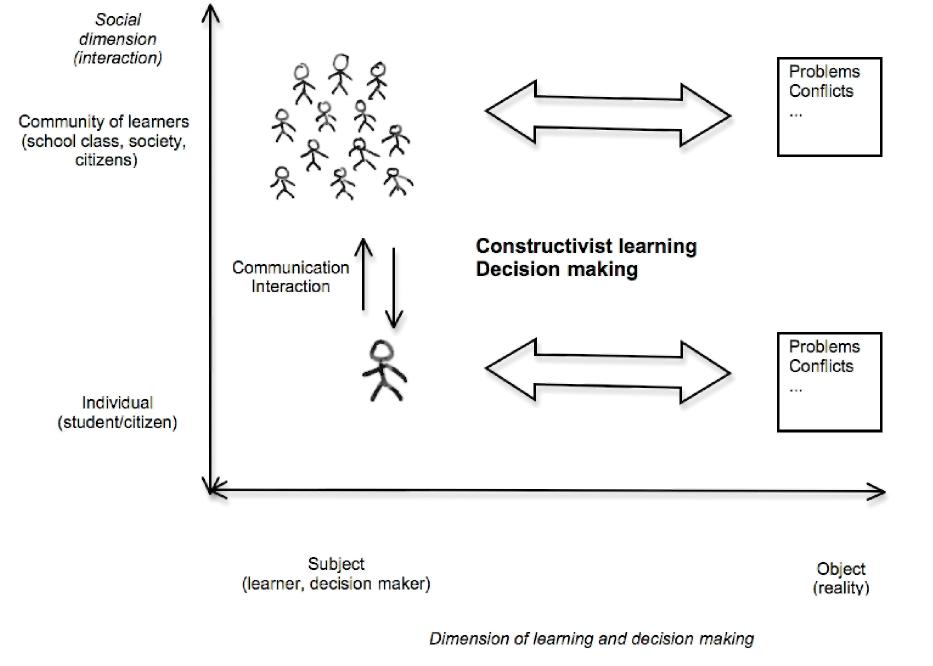 Social
dimension
(interaction)
Community of learners
(school class, society,
citizens)
Problems
Conflicts
...
Communication
Interaction
Constructivist learning
Decision making
Individual
(student/citizen)
Problems
Conflicts
...
Subject
(learner, decision maker)
Object
(reality)
Dimension of learning and decision making